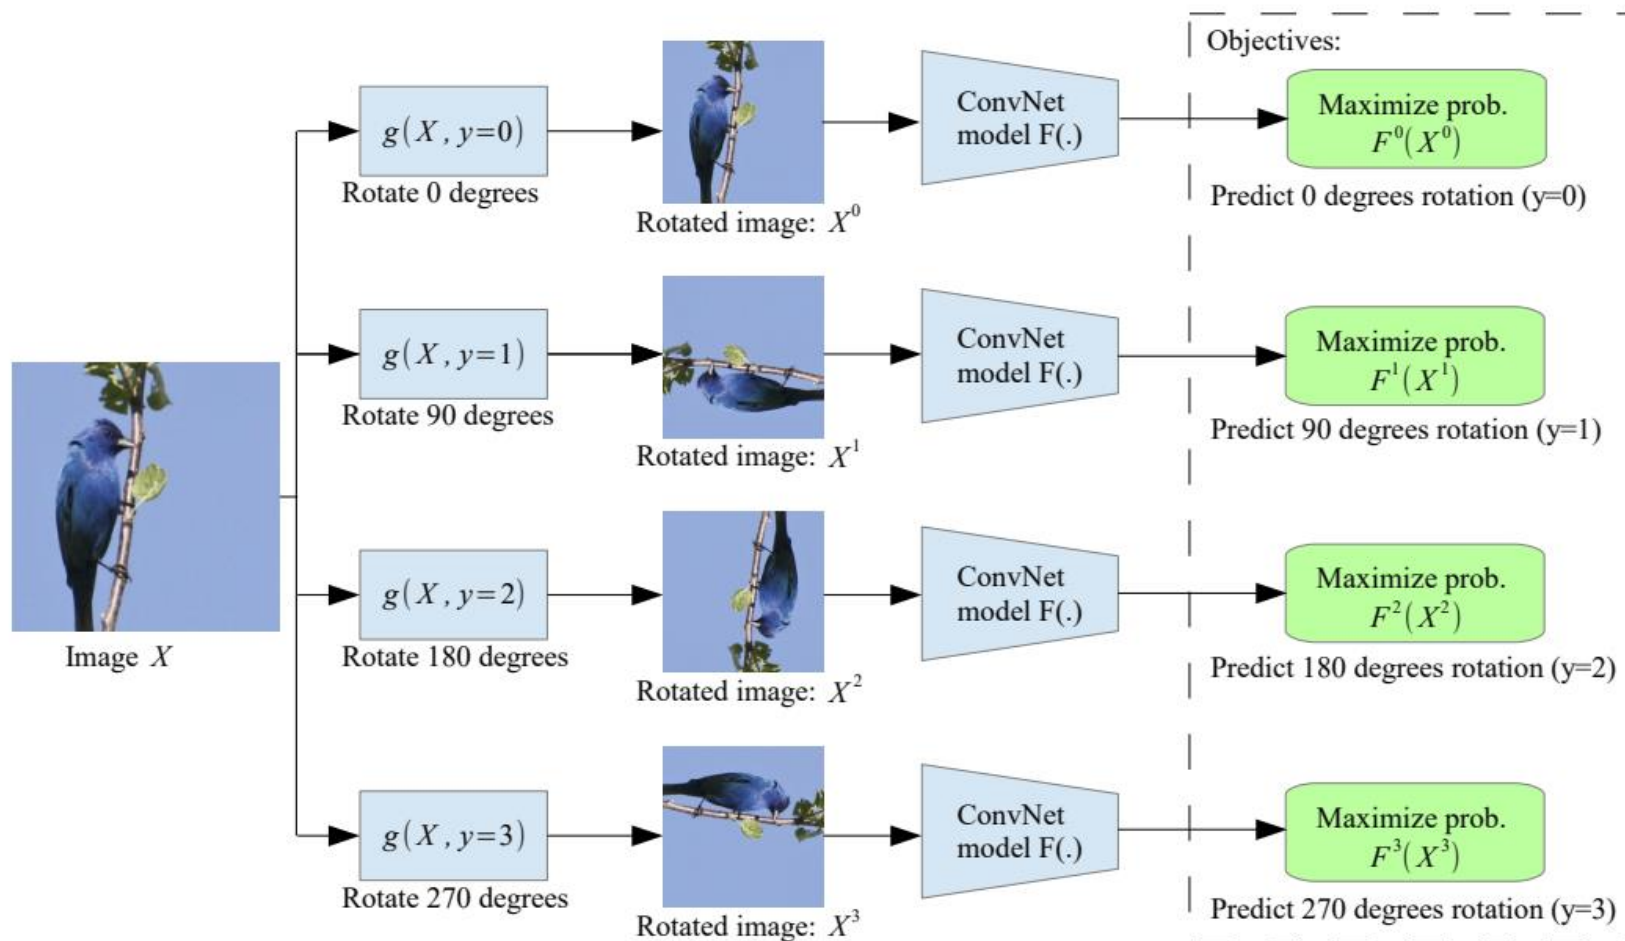 Objectives:
g(X, y=0)
Rotate 0 degrees
Rotated image: X⁰
ConvNet
model F(.)
Maximize prob.
F⁰(X⁰)
Predict 0 degrees rotation (y=0)
g(X, y=1)
Rotate 90 degrees
Rotated image: X¹
ConvNet
model F(.)
Maximize prob.
F¹(X¹)
Predict 90 degrees rotation (y=1)
Image X
g(X, y=2)
Rotate 180 degrees
Rotated image: X²
ConvNet
model F(.)
Maximize prob.
F²(X²)
Predict 180 degrees rotation (y=2)
g(X, y=3)
Rotate 270 degrees
Rotated image: X³
ConvNet
model F(.)
Maximize prob.
F³(X³)
Predict 270 degrees rotation (y=3)